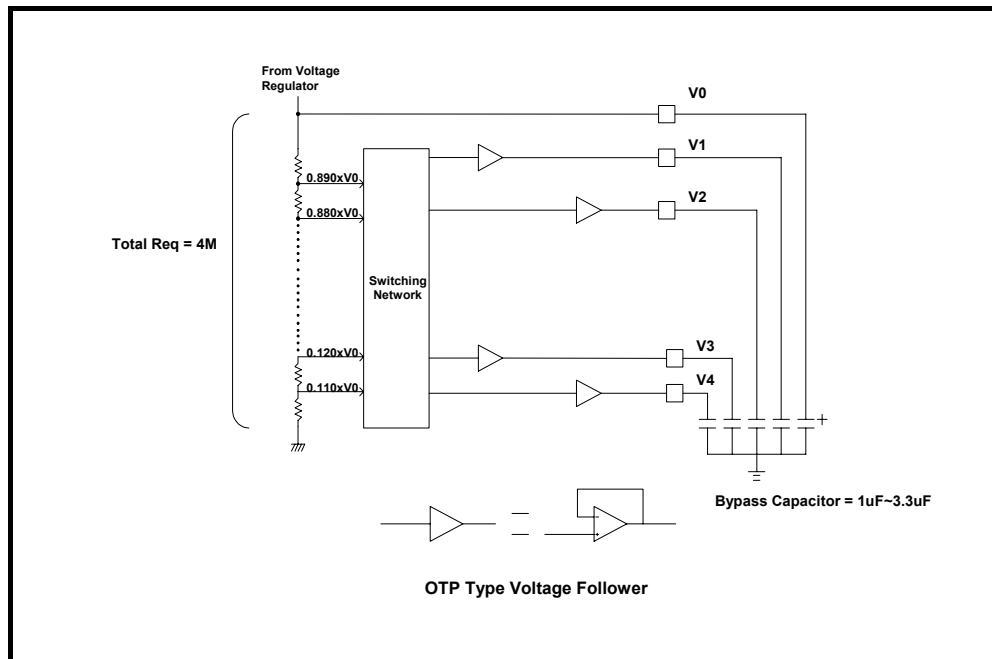 From Voltage
Regulator
V0
V1
0.890xV0
V2
0.880xV0
Total Req = 4M
Switching
Network
V3
0.120xV0
V4
0.110xV0
+
Bypass Capacitor = 1uF~3.3uF
-
+
OTP Type Voltage Follower